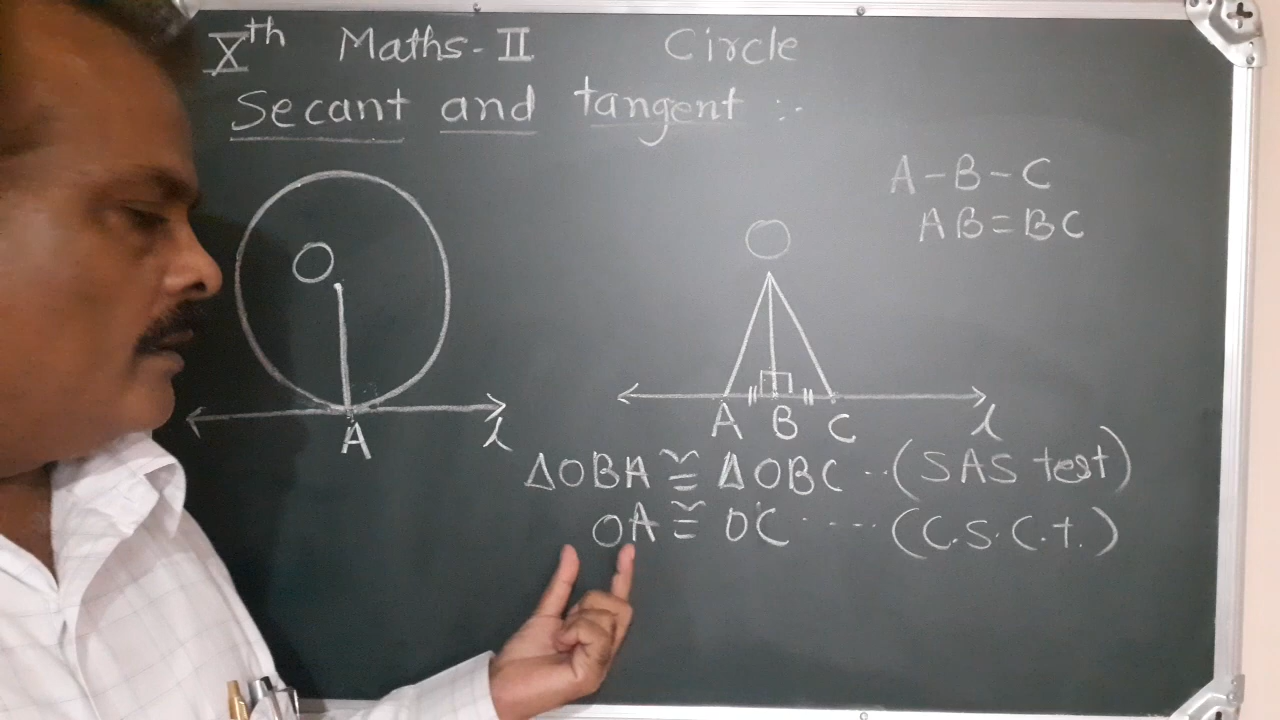 Xth Maths-II Circle
Secant and tangent :-
A-B-C
AB=BC
O
O
A
l
A B C
l
ΔOBA ≅ ΔOBC ..(SAS test)
OA ≅ OC ..... (C.S.C.T.)